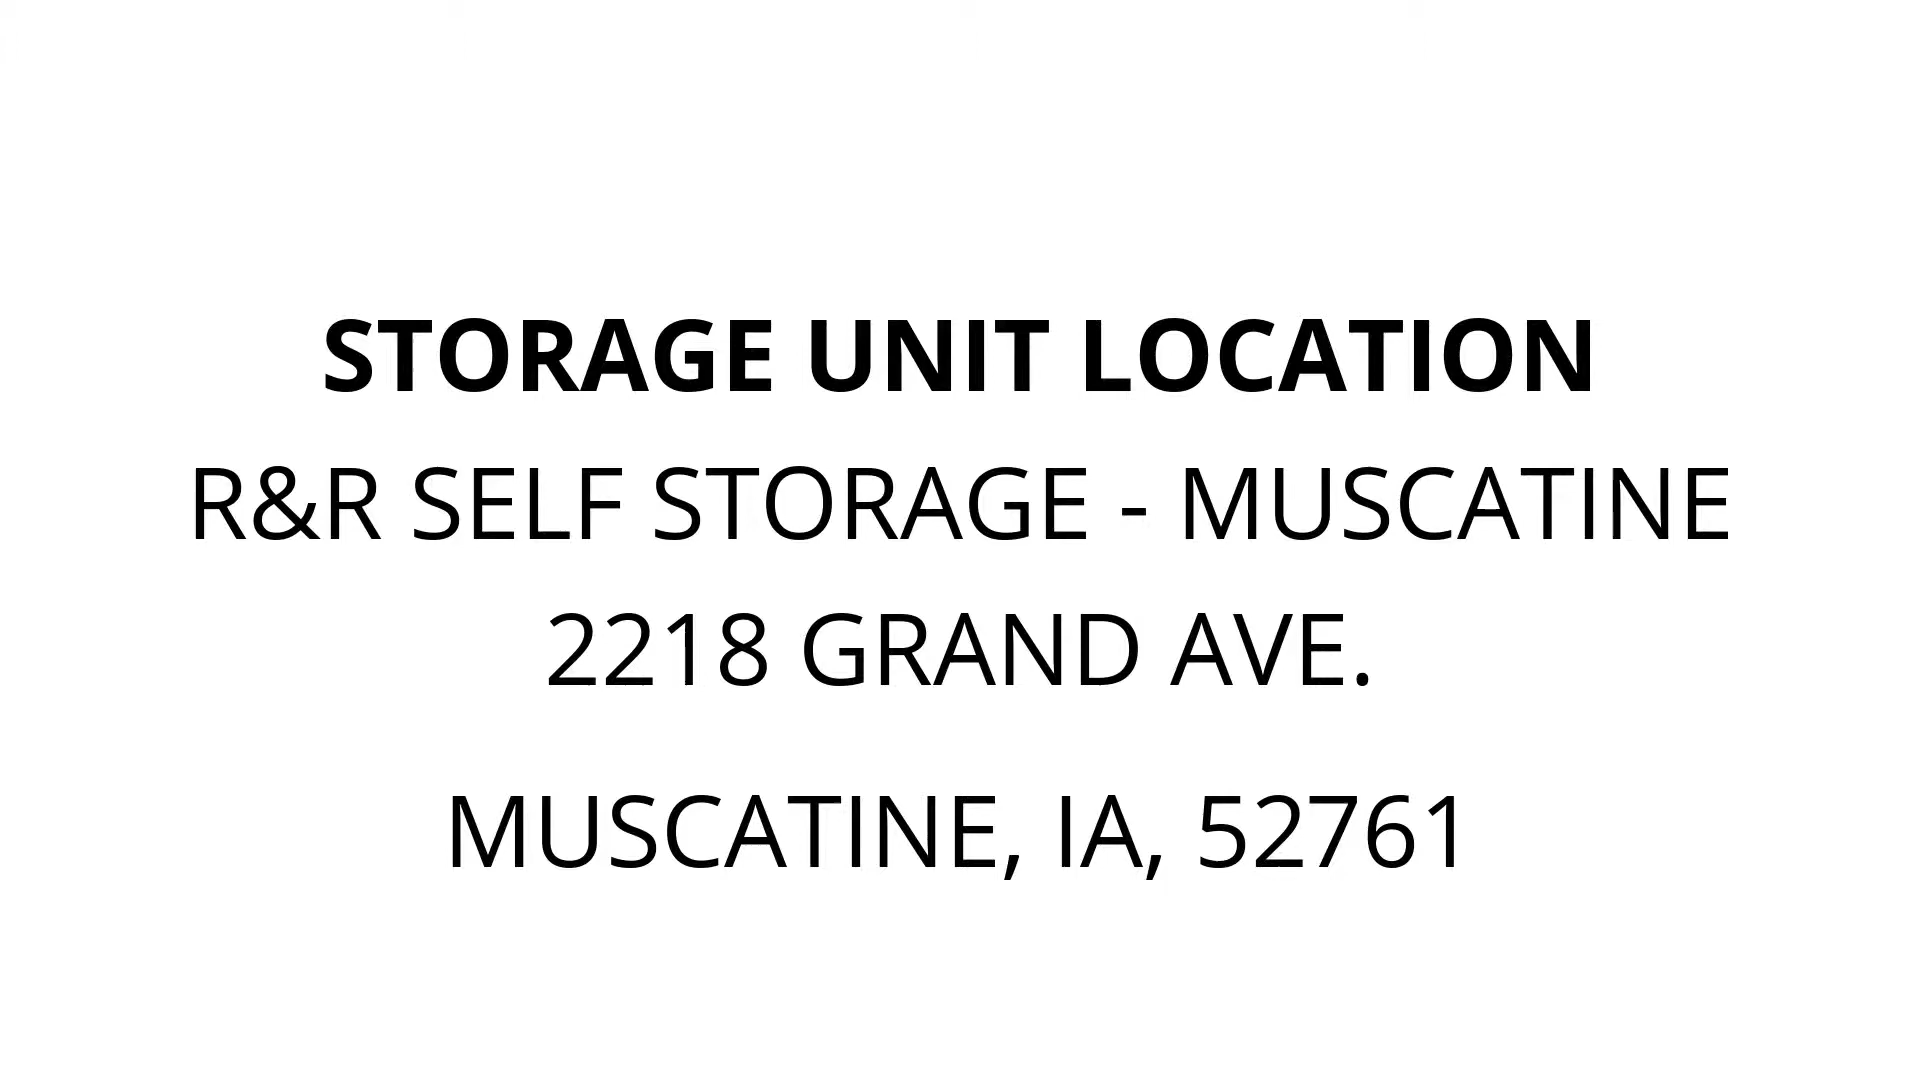 STORAGE UNIT LOCATION
R&R SELF STORAGE - MUSCATINE
2218 GRAND AVE.
MUSCATINE, IA, 52761